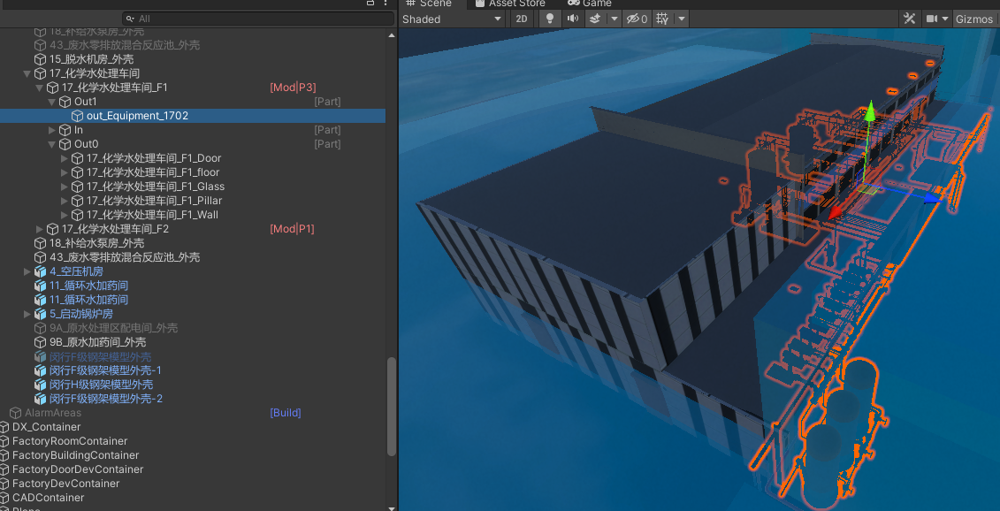 # Scene Asset Store Game
All
Shaded 2D 0 Gizmos
18_补给水泵房_外壳
43_废水零排放混合反应池_外壳
15_脱水机房_外壳
17_化学水处理车间
17_化学水处理车间_F1 [Mod|P3]
Out1 [Part]
out_Equipment_1702
In [Part]
Out0 [Part]
17_化学水处理车间_F1_Door
17_化学水处理车间_F1_floor
17_化学水处理车间_F1_Glass
17_化学水处理车间_F1_Pillar
17_化学水处理车间_F1_Wall
17_化学水处理车间_F2 [Mod|P1]
18_补给水泵房_外壳
43_废水零排放混合反应池_外壳
4_空压机房
11_循环水加药间
11_循环水加药间
5_启动锅炉房
9A_原水处理区配电间_外壳
9B_原水加药间_外壳
闵行F级钢架模型外壳
闵行F级钢架模型外壳-1
闵行H级钢架模型外壳
闵行F级钢架模型外壳-2
AlarmAreas [Build]
DX_Container
FactoryRoomContainer
FactoryBuildingContainer
FactoryDoorDevContainer
FactoryDevContainer
CADContainer